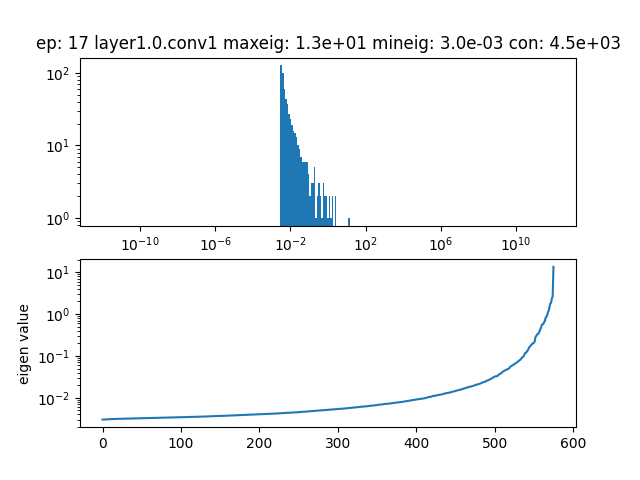 ep: 17 layer1.0.conv1 maxeig: 1.3e+01 mineig: 3.0e-03 con: 4.5e+03
10²
10¹
10⁰
10⁻¹⁰ 10⁻⁶ 10⁻² 10² 10⁶ 10¹⁰
eigen value
10¹
10⁰
10⁻¹
10⁻²
0 100 200 300 400 500 600